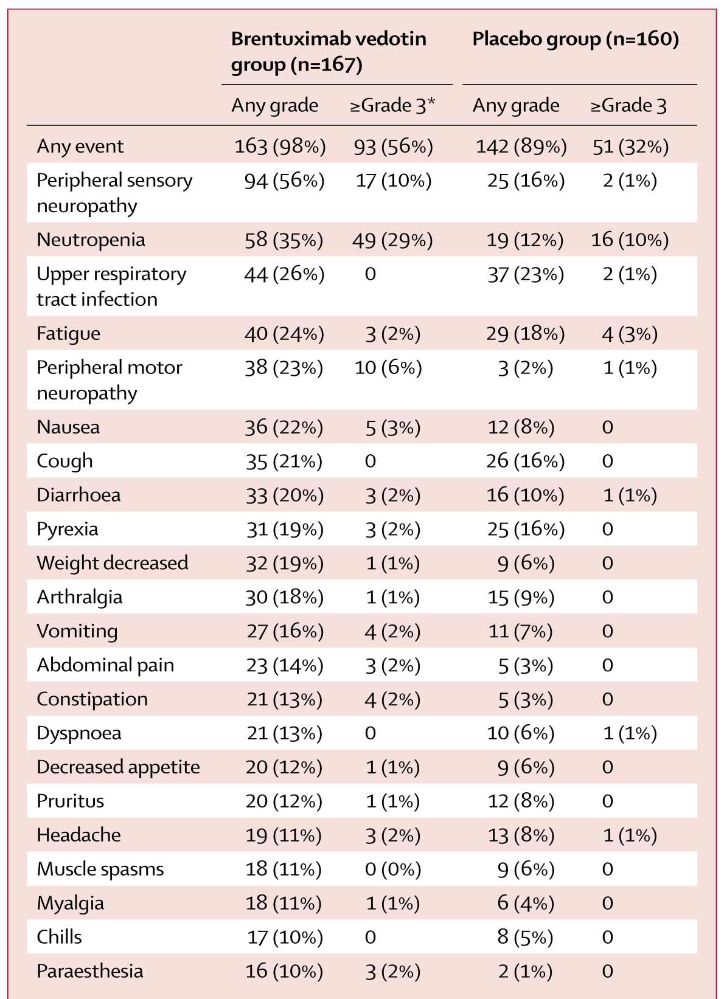 Brentuximab vedotin group (n=167) Placebo group (n=160)
Any grade ≥Grade 3* Any grade ≥Grade 3
Any event 163 (98%) 93 (56%) 142 (89%) 51 (32%)
Peripheral sensory neuropathy 94 (56%) 17 (10%) 25 (16%) 2 (1%)
Neutropenia 58 (35%) 49 (29%) 19 (12%) 16 (10%)
Upper respiratory tract infection 44 (26%) 0 37 (23%) 2 (1%)
Fatigue 40 (24%) 3 (2%) 29 (18%) 4 (3%)
Peripheral motor neuropathy 38 (23%) 10 (6%) 3 (2%) 1 (1%)
Nausea 36 (22%) 5 (3%) 12 (8%) 0
Cough 35 (21%) 0 26 (16%) 0
Diarrhoea 33 (20%) 3 (2%) 16 (10%) 1 (1%)
Pyrexia 31 (19%) 3 (2%) 25 (16%) 0
Weight decreased 32 (19%) 1 (1%) 9 (6%) 0
Arthralgia 30 (18%) 1 (1%) 15 (9%) 0
Vomiting 27 (16%) 4 (2%) 11 (7%) 0
Abdominal pain 23 (14%) 3 (2%) 5 (3%) 0
Constipation 21 (13%) 4 (2%) 5 (3%) 0
Dyspnoea 21 (13%) 0 10 (6%) 1 (1%)
Decreased appetite 20 (12%) 1 (1%) 9 (6%) 0
Pruritus 20 (12%) 1 (1%) 12 (8%) 0
Headache 19 (11%) 3 (2%) 13 (8%) 1 (1%)
Muscle spasms 18 (11%) 0 (0%) 9 (6%) 0
Myalgia 18 (11%) 1 (1%) 6 (4%) 0
Chills 17 (10%) 0 8 (5%) 0
Paraesthesia 16 (10%) 3 (2%) 2 (1%) 0